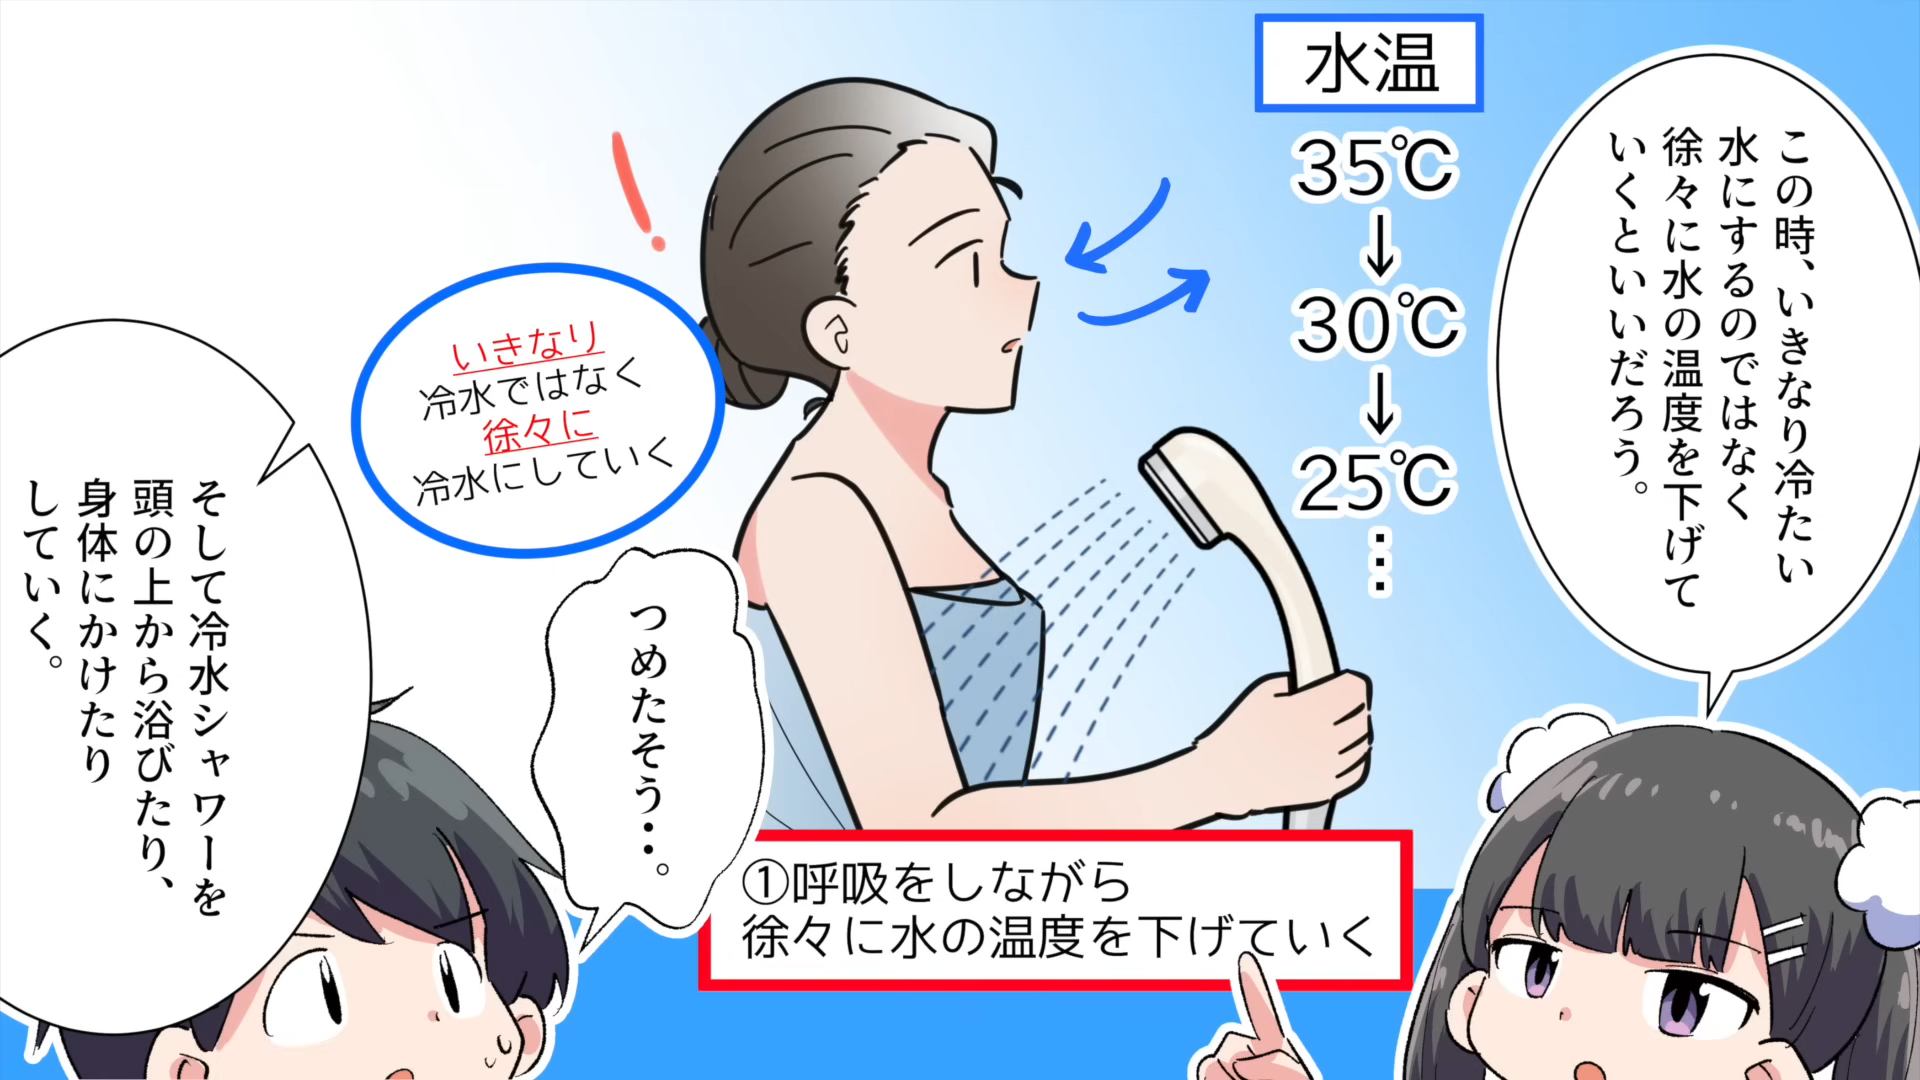 水温
35℃
↓
30℃
↓
25℃
⋮
この時、いきなり冷たい
水にするのではなく
徐々に水の温度を下げて
いくといいだろう。
いきなり
冷水ではなく
徐々に
冷水にしていく
つめたそう‥。
そして冷水シャワーを
頭の上から浴びたり、
身体にかけたり
していく。
①呼吸をしながら
徐々に水の温度を下げていく